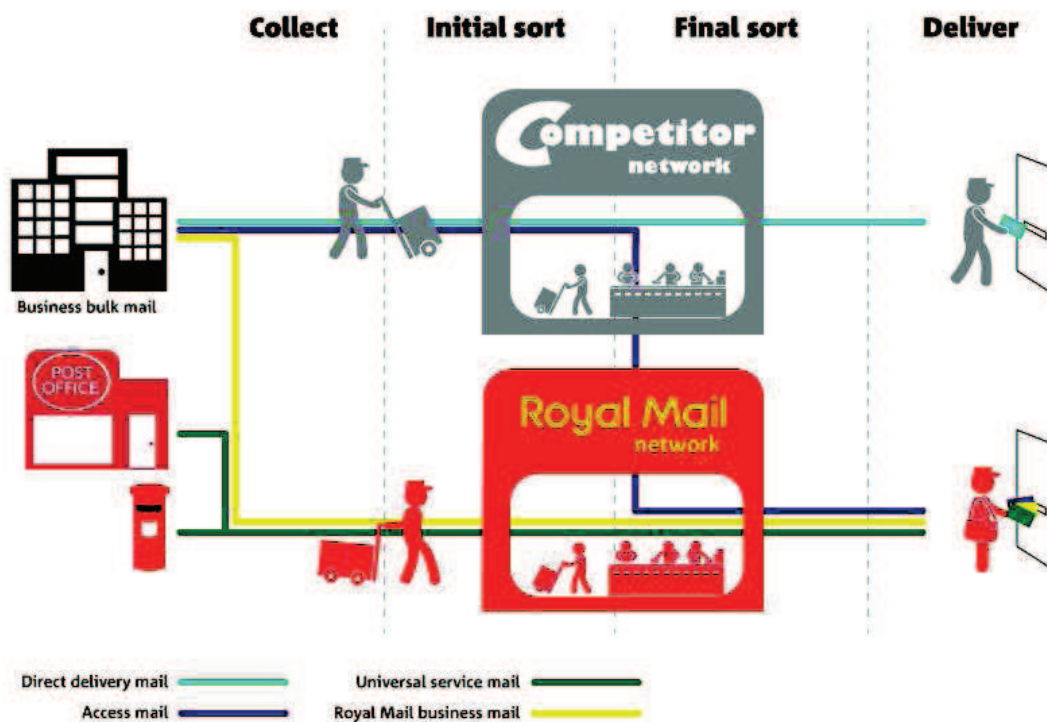 Collect Initial sort Final sort Deliver
Competitor
network
Business bulk mail
POST
OFFICE
Royal Mail
network
Direct delivery mail Universal service mail
Access mail Royal Mail business mail